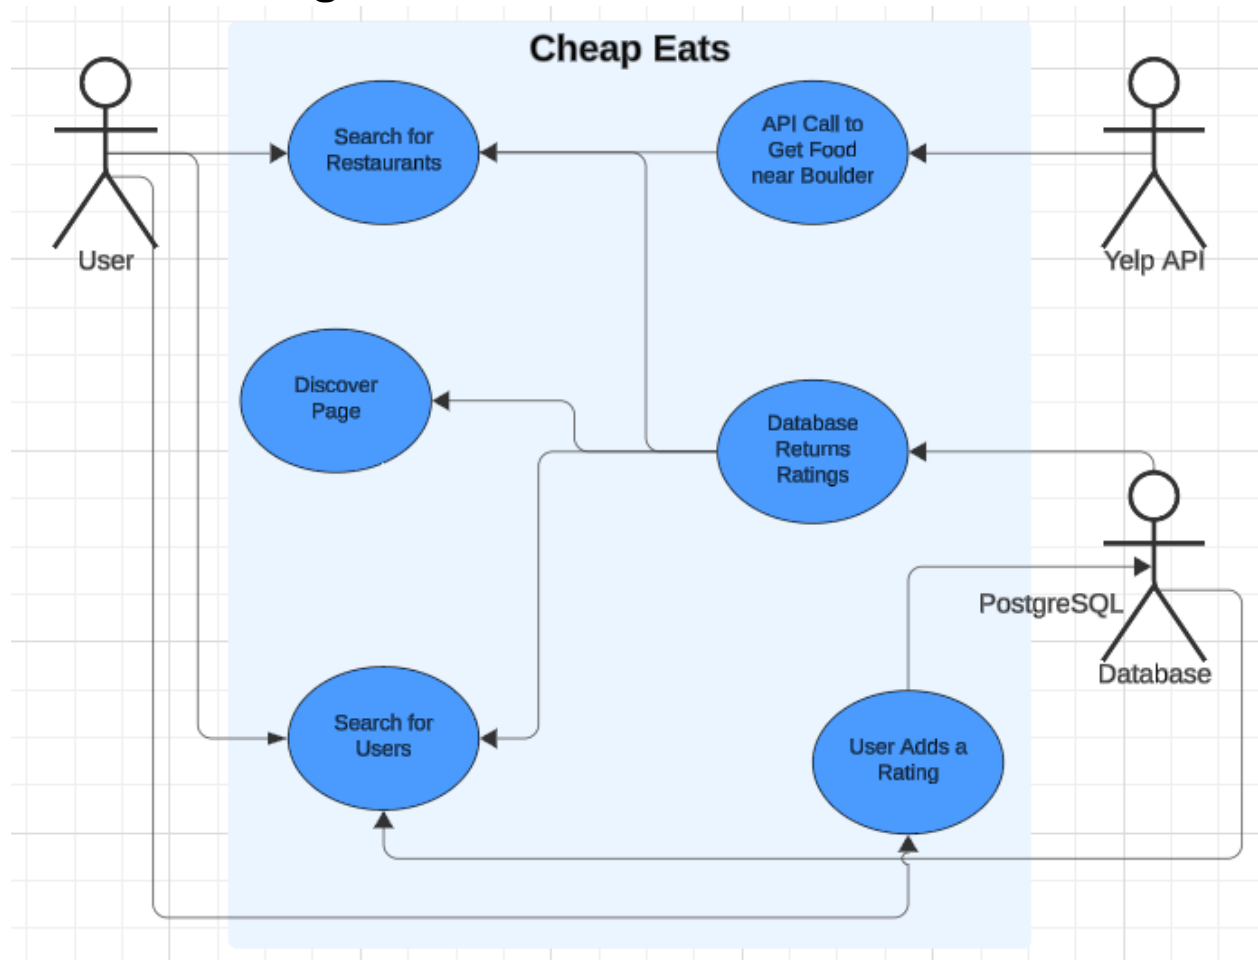 Cheap Eats
Search for
Restaurants
API Call to
Get Food
near Boulder
User
Yelp API
Discover
Page
Database
Returns
Ratings
PostgreSQL
Database
Search for
Users
User Adds a
Rating